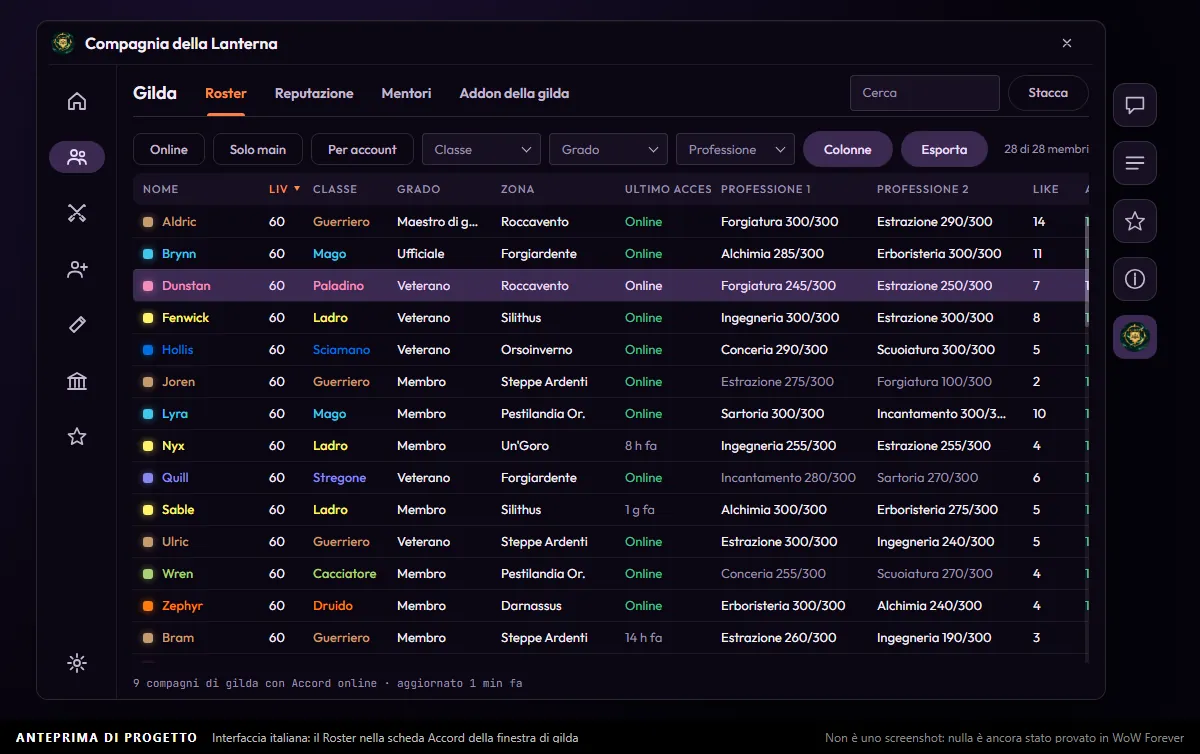 Compagnia della Lanterna
Gilda Roster Reputazione Mentori Addon della gilda Cerca Stacca
Online Solo main Per account Classe Grado Professione Colonne Esporta 28 di 28 membri
NOME LIV CLASSE GRADO ZONA ULTIMO ACCES PROFESSIONE 1 PROFESSIONE 2 LIKE
Aldric 60 Guerriero Maestro di g... Roccavento Online Forgiatura 300/300 Estrazione 290/300 14
Brynn 60 Mago Ufficiale Forgiardente Online Alchimia 285/300 Erboristeria 300/300 11
Dunstan 60 Paladino Veterano Roccavento Online Forgiatura 245/300 Estrazione 250/300 7
Fenwick 60 Ladro Veterano Silithus Online Ingegneria 300/300 Estrazione 300/300 8
Hollis 60 Sciamano Veterano Orsoinverno Online Conceria 290/300 Scuoiatura 300/300 5
Joren 60 Guerriero Membro Steppe Ardenti Online Estrazione 275/300 Forgiatura 100/300 2
Lyra 60 Mago Membro Pestilandia Or. Online Sartoria 300/300 Incantamento 300/3... 10
Nyx 60 Ladro Membro Un'Goro 8 h fa Ingegneria 255/300 Estrazione 255/300 4
Quill 60 Stregone Veterano Forgiardente Online Incantamento 280/300 Sartoria 270/300 6
Sable 60 Ladro Membro Silithus 1 g fa Alchimia 300/300 Erboristeria 275/300 5
Ulric 60 Guerriero Veterano Steppe Ardenti Online Estrazione 300/300 Ingegneria 240/300 5
Wren 60 Cacciatore Membro Pestilandia Or. Online Conceria 255/300 Scuoiatura 270/300 4
Zephyr 60 Druido Membro Darnassus Online Erboristeria 300/300 Alchimia 240/300 4
Bram 60 Guerriero Membro Steppe Ardenti 14 h fa Estrazione 260/300 Ingegneria 190/300 3
9 compagni di gilda con Accord online · aggiornato 1 min fa
ANTEPRIMA DI PROGETTO Interfaccia italiana: il Roster nella scheda Accord della finestra di gilda Non è uno screenshot: nulla è ancora stato provato in WoW Forever